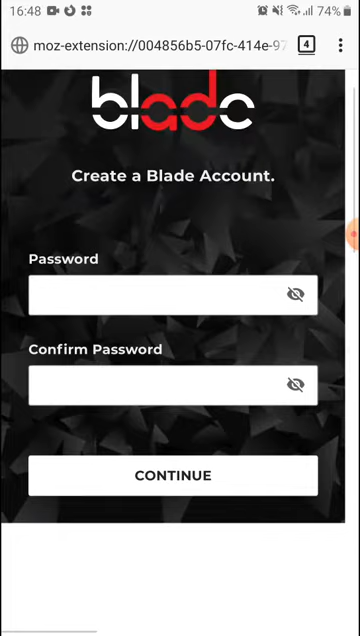 16:48
74%
moz-extension://004856b5-07fc-414e-97
4
blade
Create a Blade Account.
Password
Confirm Password
CONTINUE